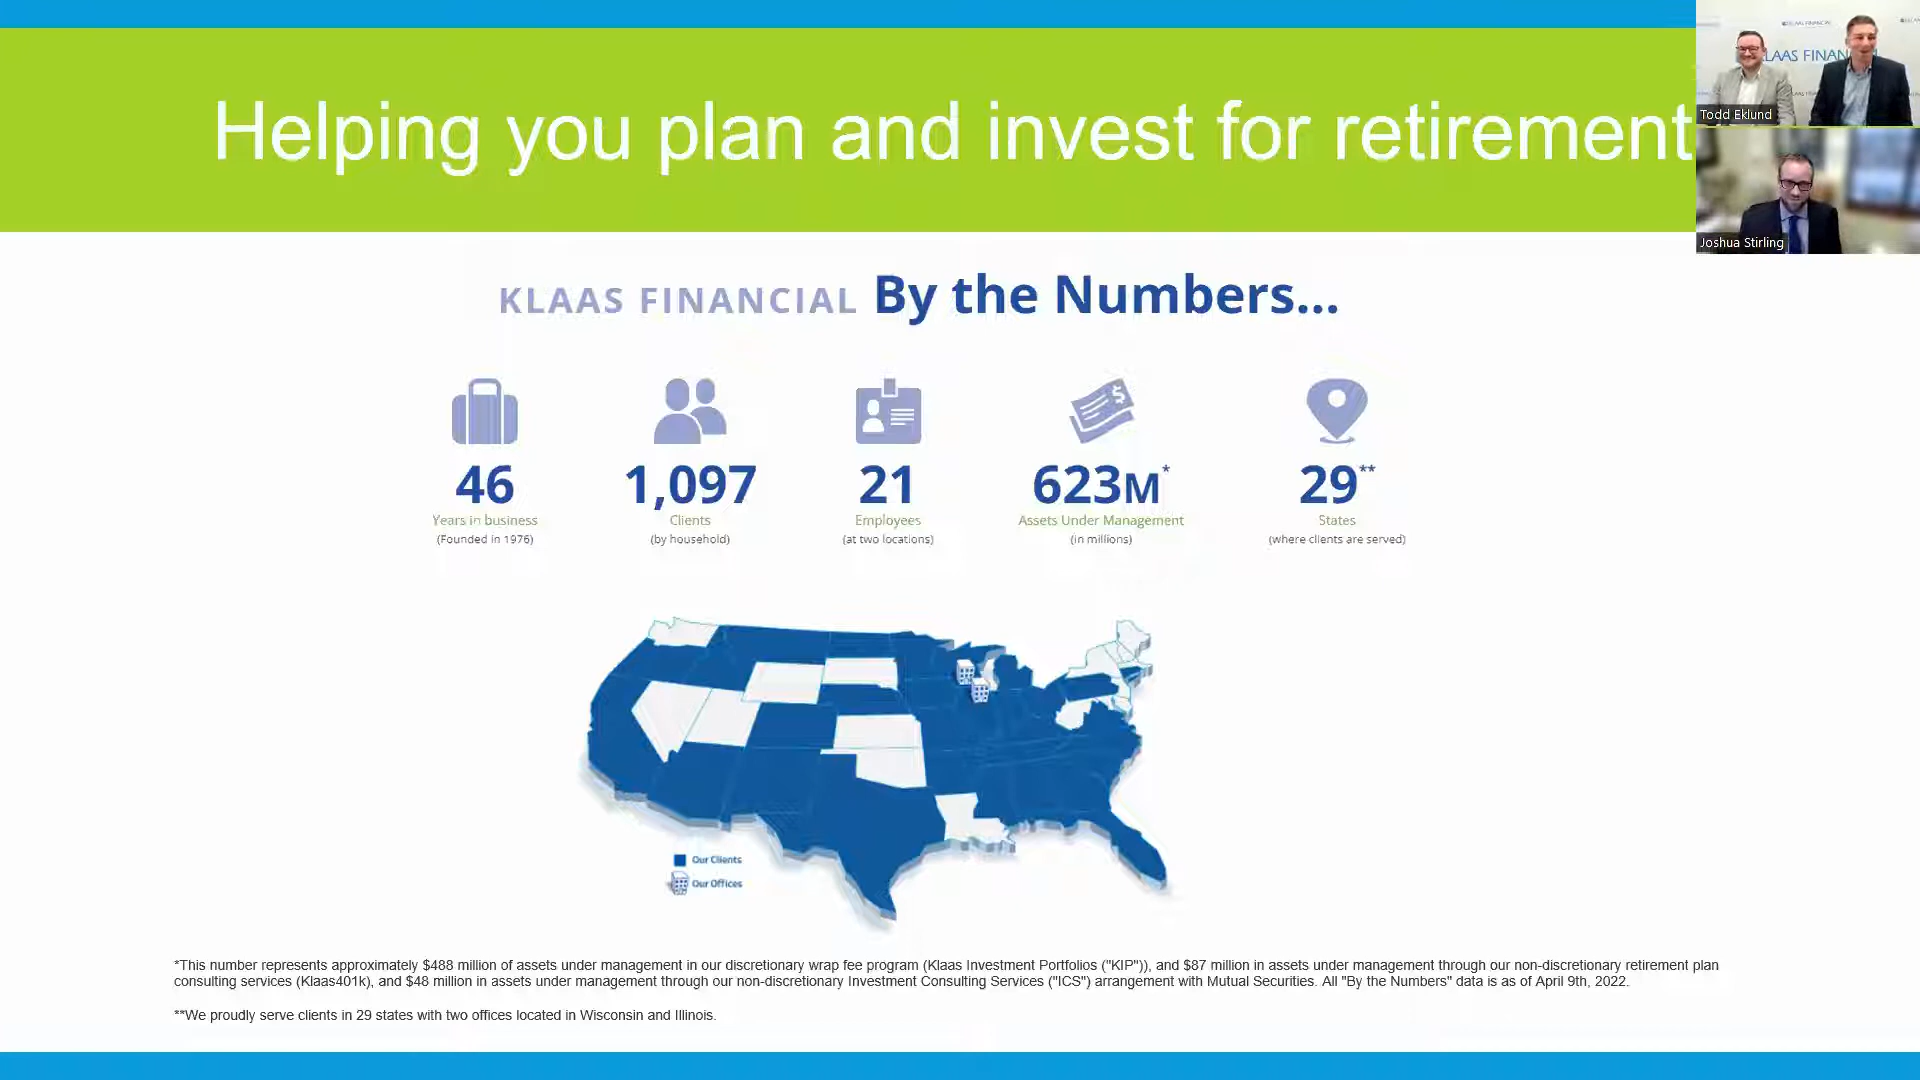 Helping you plan and invest for retirement
KLAAS FINANCIAL By the Numbers...
46
Years in business
(Founded in 1976)
1,097
Clients
(by household)
21
Employees
(at two locations)
623M*
Assets Under Management
(in millions)
29**
States
(where clients are served)
Our Clients
Our Offices
*This number represents approximately $488 million of assets under management in our discretionary wrap fee program (Klaas Investment Portfolios ("KIP")), and $87 million in assets under management through our non-discretionary retirement plan
consulting services (Klaas401k), and $48 million in assets under management through our non-discretionary Investment Consulting Services ("ICS") arrangement with Mutual Securities. All "By the Numbers" data is as of April 9th, 2022.
**We proudly serve clients in 29 states with two offices located in Wisconsin and Illinois.
LAAS FINAN
Todd Eklund
Joshua Stirling